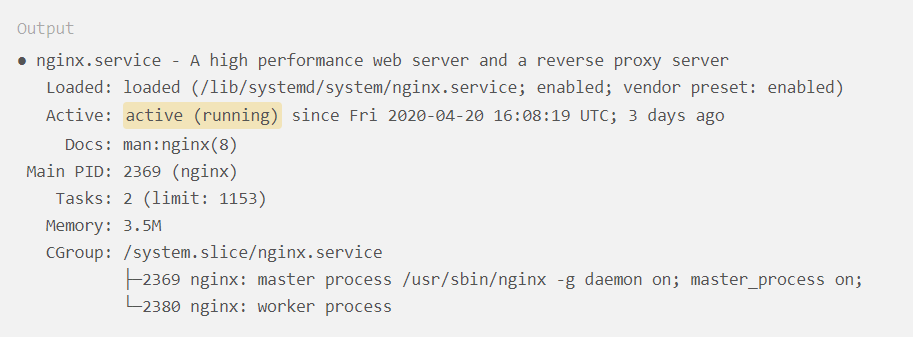 Output
● nginx.service - A high performance web server and a reverse proxy server
Loaded: loaded (/lib/systemd/system/nginx.service; enabled; vendor preset: enabled)
Active: active (running) since Fri 2020-04-20 16:08:19 UTC; 3 days ago
Docs: man:nginx(8)
Main PID: 2369 (nginx)
Tasks: 2 (limit: 1153)
Memory: 3.5M
CGroup: /system.slice/nginx.service
├─2369 nginx: master process /usr/sbin/nginx -g daemon on; master_process on;
└─2380 nginx: worker process